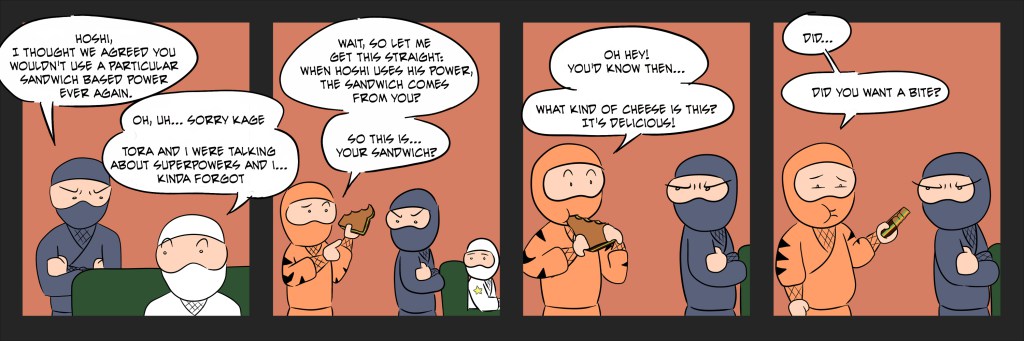 HOSHI,
I THOUGHT WE AGREED YOU
WOULDN'T USE A PARTICULAR
SANDWICH BASED POWER
EVER AGAIN.
OH, UH... SORRY KAGE
TORA AND I WERE TALKING
ABOUT SUPERPOWERS AND I...
KINDA FORGOT
WAIT, SO LET ME
GET THIS STRAIGHT:
WHEN HOSHI USES HIS POWER,
THE SANDWICH COMES
FROM YOU?
SO THIS IS...
YOUR SANDWICH?
OH HEY!
YOU'D KNOW THEN...
WHAT KIND OF CHEESE IS THIS?
IT'S DELICIOUS!
DID...
DID YOU WANT A BITE?